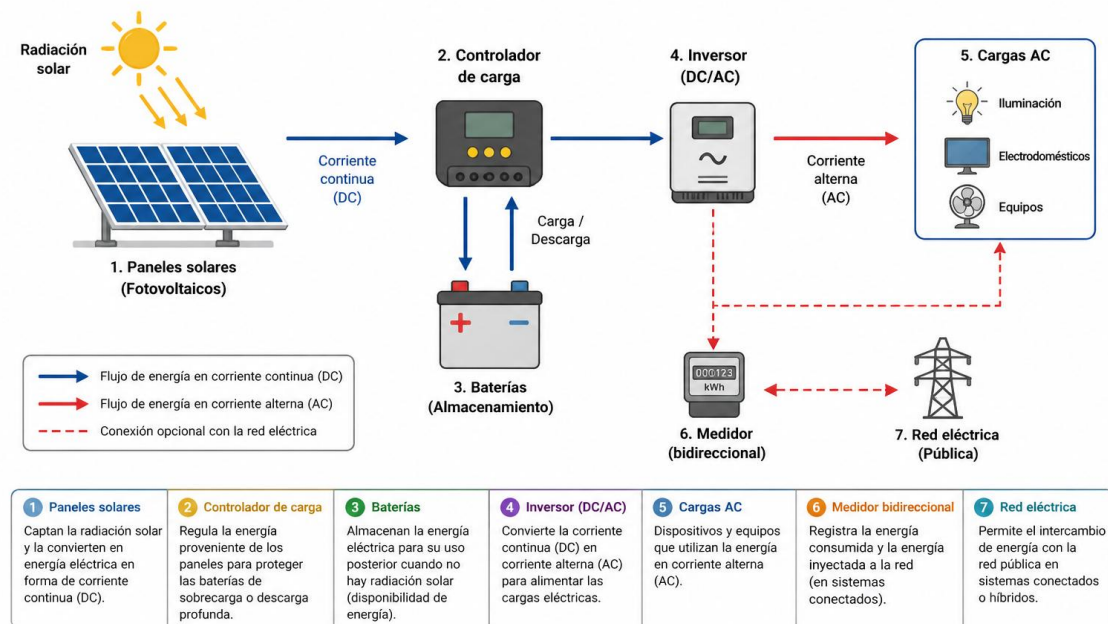 Radiación
solar
2. Controlador
de carga
4. Inversor
(DC/AC)
5. Cargas AC
Iluminación
Electrodomésticos
Equipos
Corriente
continua
(DC)
Corriente
alterna
(AC)
Carga /
Descarga
1. Paneles solares
(Fotovoltaicos)
+
−
3. Baterías
(Almacenamiento)
000123
kWh
6. Medidor
(bidireccional)
7. Red eléctrica
(Pública)
Flujo de energía en corriente continua (DC)
Flujo de energía en corriente alterna (AC)
Conexión opcional con la red eléctrica
1 Paneles solares
Captan la radiación solar
y la convierten en
energía eléctrica en
forma de corriente
continua (DC).
2 Controlador de carga
Regula la energía
proveniente de los
paneles para proteger
las baterías de
sobrecarga o descarga
profunda.
3 Baterías
Almacenan la energía
eléctrica para su uso
posterior cuando no
hay radiación solar
(disponibilidad de
energía).
4 Inversor (DC/AC)
Convierte la corriente
continua (DC) en
corriente alterna (AC)
para alimentar las
cargas eléctricas.
5 Cargas AC
Dispositivos y equipos
que utilizan la energía
en corriente alterna
(AC).
6 Medidor bidireccional
Registra la energía
consumida y la energía
inyectada a la red
(en sistemas
conectados).
7 Red eléctrica
Permite el intercambio
de energía con la
red pública en
sistemas conectados
o híbridos.